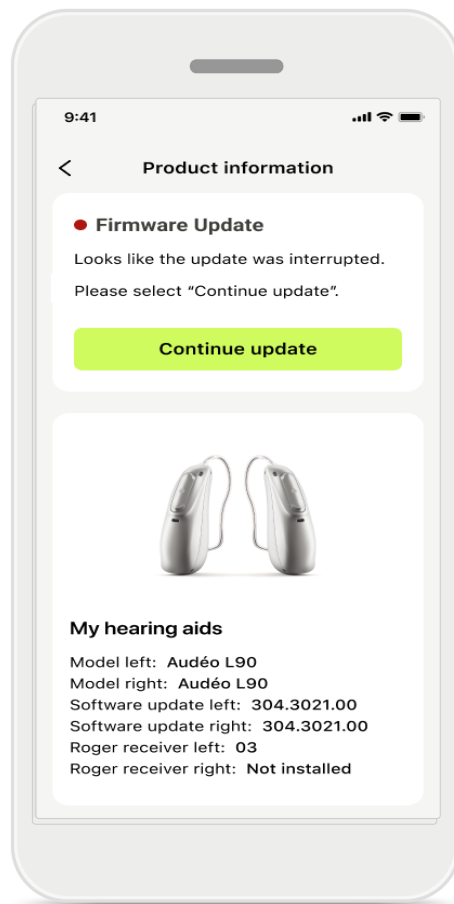 9:41
Product information
Firmware Update
Looks like the update was interrupted.
Please select “Continue update”.
Continue update
My hearing aids
Model left: Audéo L90
Model right: Audéo L90
Software update left: 304.3021.00
Software update right: 304.3021.00
Roger receiver left: 03
Roger receiver right: Not installed